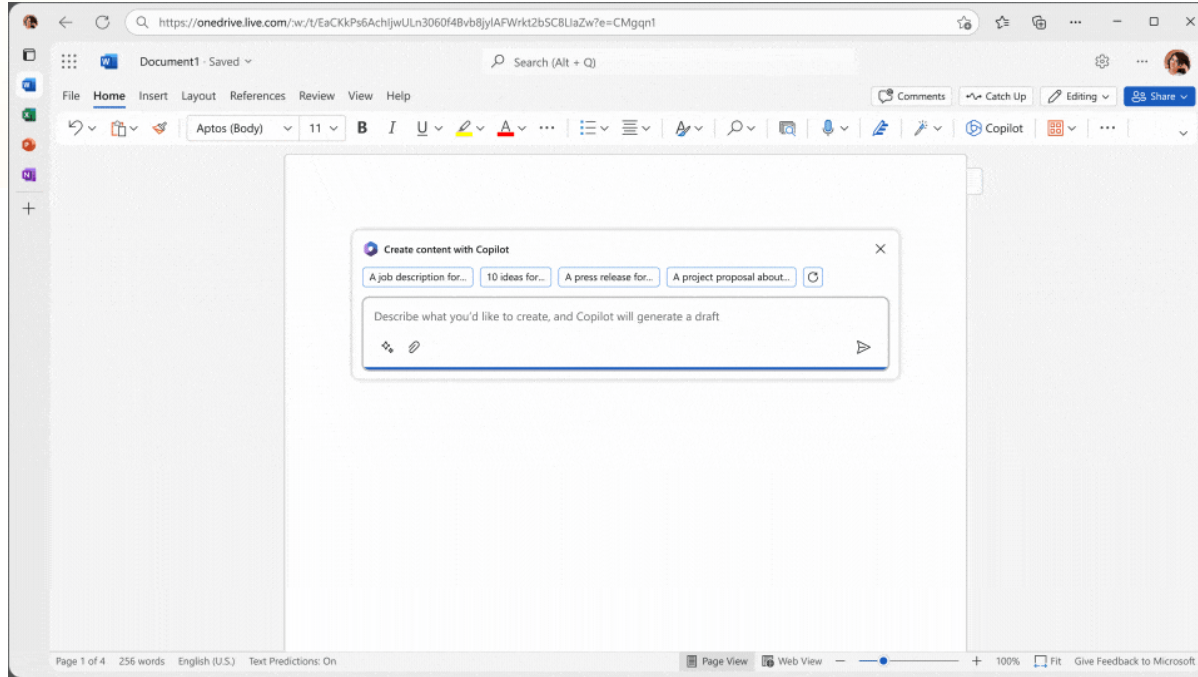 https://onedrive.live.com/:w:/t/EaCKkPs6AchIjwULn3060f4Bvb8jylAFWrkt2bSC8LIaZw?e=CMgqn1
Document1 · Saved
Search (Alt + Q)
File Home Insert Layout References Review View Help
Comments Catch Up Editing Share
Aptos (Body) 11 B I U A Copilot
Create content with Copilot
A job description for... 10 ideas for... A press release for... A project proposal about...
Describe what you'd like to create, and Copilot will generate a draft
Page 1 of 4 256 words English (U.S.) Text Predictions: On Page View Web View 100% Fit Give Feedback to Microsoft